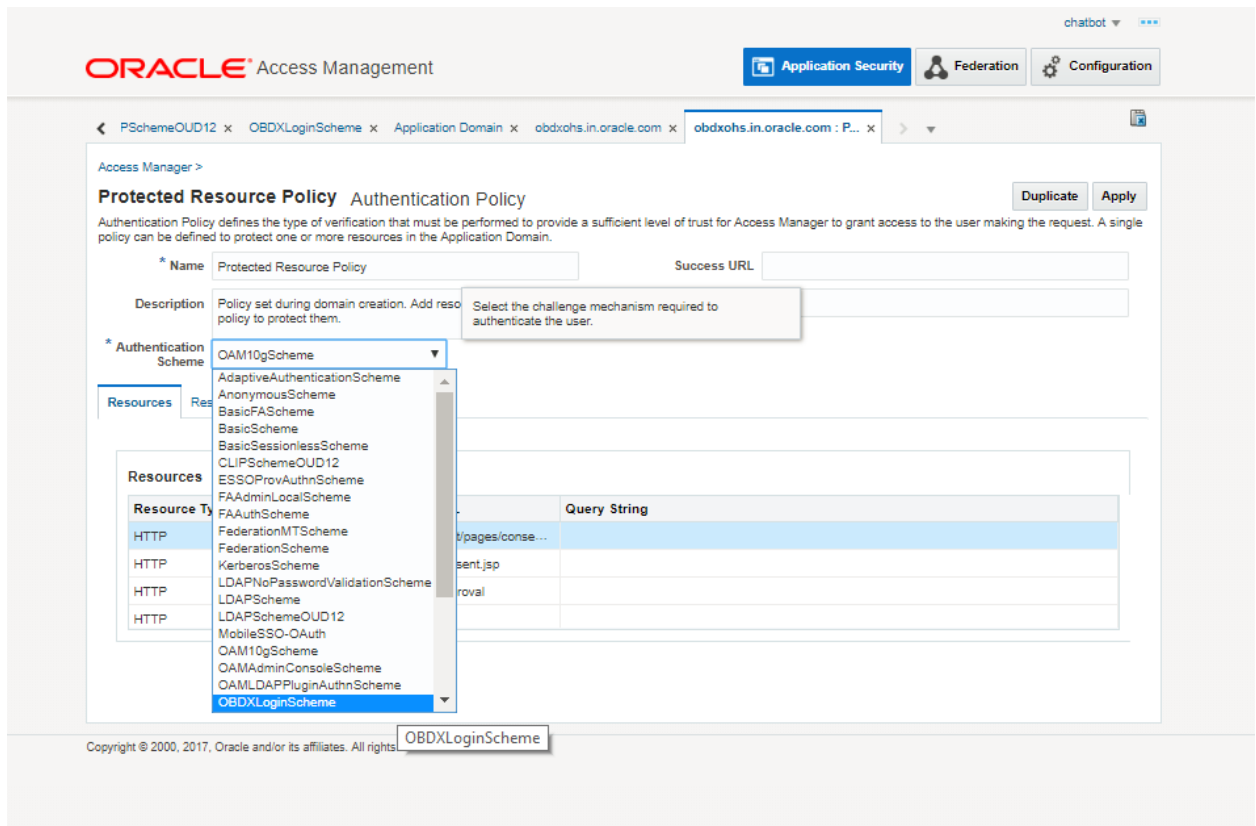 chatbot
ORACLE Access Management
Application Security Federation Configuration
PSchemeOUD12 x OBDXLoginScheme x Application Domain x obdxohs.in.oracle.com x obdxohs.in.oracle.com : P... x
Access Manager >
Protected Resource Policy Authentication Policy
Duplicate Apply
Authentication Policy defines the type of verification that must be performed to provide a sufficient level of trust for Access Manager to grant access to the user making the request. A single
policy can be defined to protect one or more resources in the Application Domain.
* Name Protected Resource Policy
Success URL
Description Policy set during domain creation. Add reso
policy to protect them.
Select the challenge mechanism required to
authenticate the user.
* Authentication
Scheme OAM10gScheme
AdaptiveAuthenticationScheme
AnonymousScheme
BasicFAScheme
BasicScheme
BasicSessionlessScheme
CLIPSchemeOUD12
ESSOProvAuthnScheme
FAAdminLocalScheme
FAAuthScheme
FederationMTScheme
FederationScheme
KerberosScheme
LDAPNoPasswordValidationScheme
LDAPScheme
LDAPSchemeOUD12
MobileSSO-OAuth
OAM10gScheme
OAMAdminConsoleScheme
OAMLDAPPluginAuthnScheme
OBDXLoginScheme
Resources Res
Resources
Resource Ty Query String
HTTP t/pages/conse...
HTTP sent.jsp
HTTP roval
HTTP
OBDXLoginScheme
Copyright © 2000, 2017, Oracle and/or its affiliates. All rights